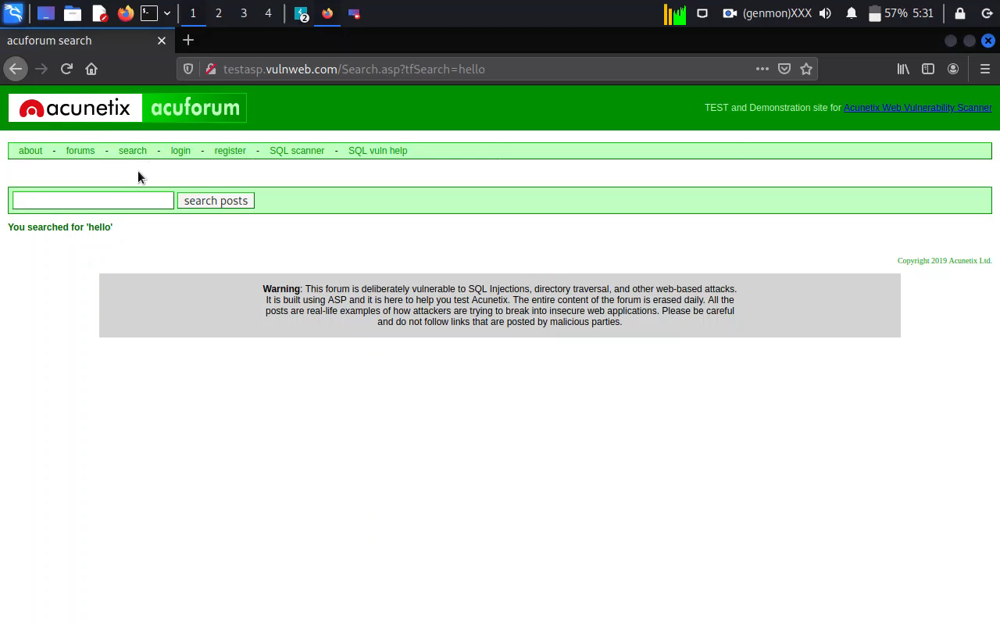 1 2 3 4 2 (genmon)XXX 57% 5:31
acuforum search
testasp.vulnweb.com/Search.asp?tfSearch=hello
acunetix acuforum TEST and Demonstration site for Acunetix Web Vulnerability Scanner
about - forums - search - login - register - SQL scanner - SQL vuln help
search posts
You searched for 'hello'
Copyright 2019 Acunetix Ltd.
Warning: This forum is deliberately vulnerable to SQL Injections, directory traversal, and other web-based attacks.
It is built using ASP and it is here to help you test Acunetix. The entire content of the forum is erased daily. All the
posts are real-life examples of how attackers are trying to break into insecure web applications. Please be careful
and do not follow links that are posted by malicious parties.